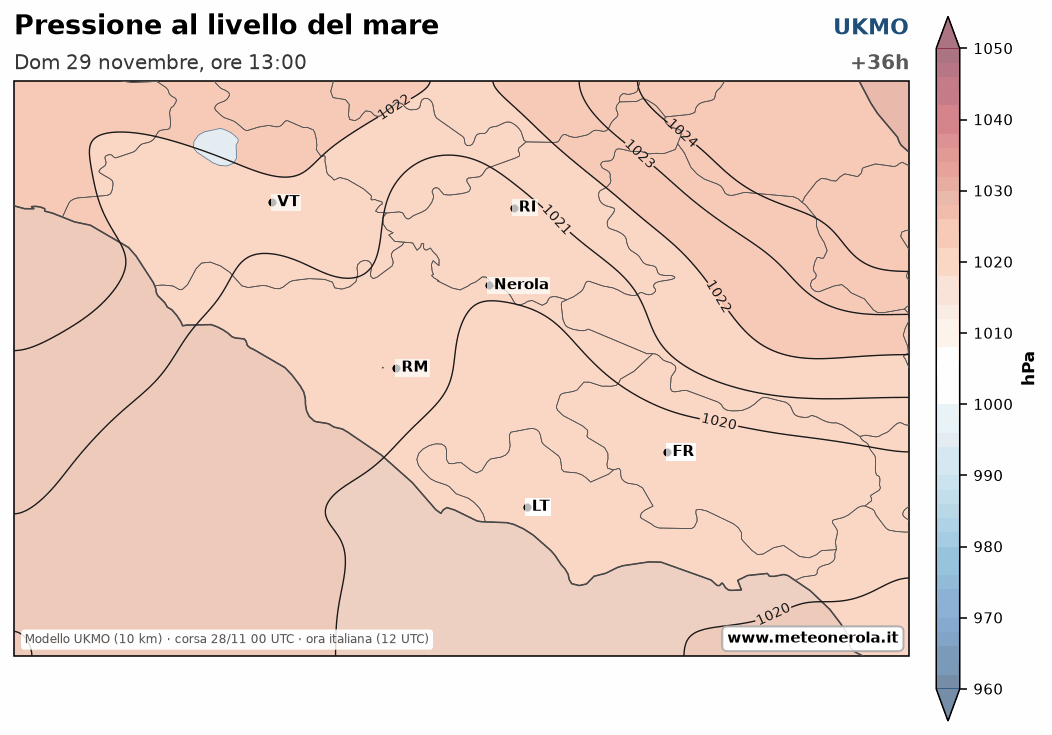 Pressione al livello del mare
UKMO
Dom 29 novembre, ore 13:00
+36h
1022
1024
1023
VT
RI
1021
Nerola
1022
RM
1020
FR
LT
1020
Modello UKMO (10 km) · corsa 28/11 00 UTC · ora italiana (12 UTC)
www.meteonerola.it
1050
1040
1030
1020
1010
1000
990
980
970
960
hPa